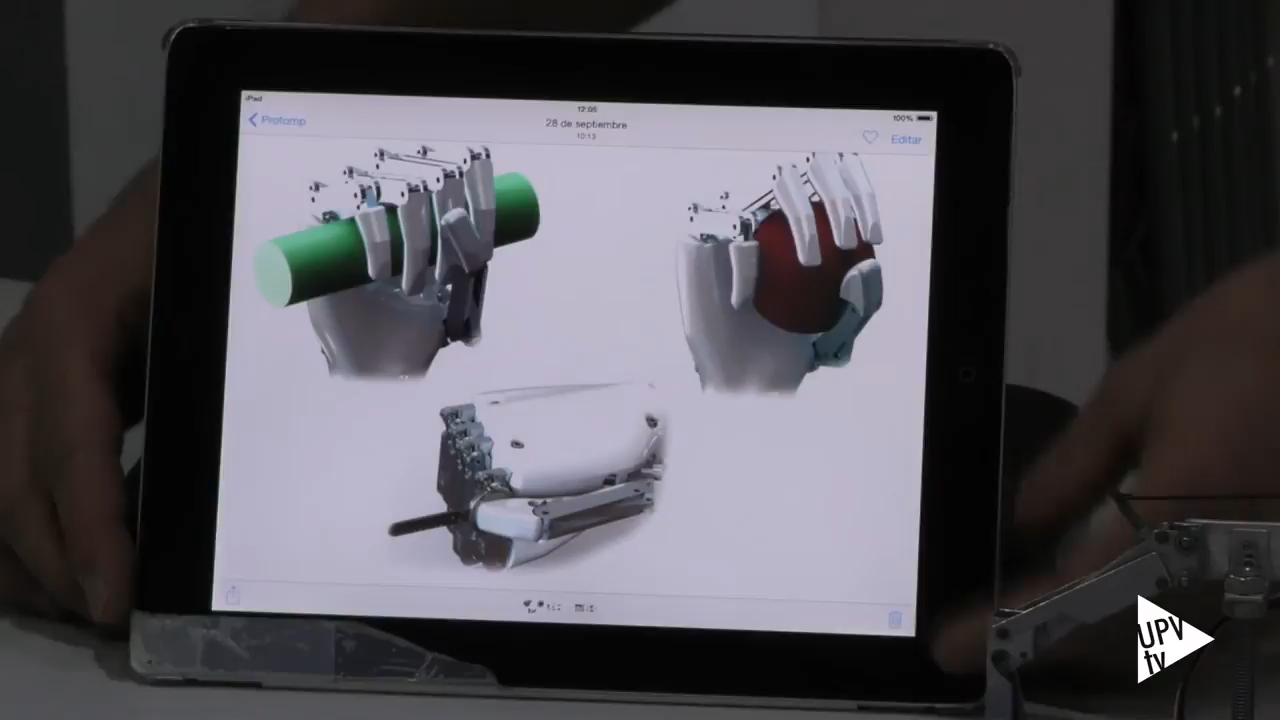 iPad
12:05
100%
Protomp
28 de septiembre
10:13
Editar
UPV
tv